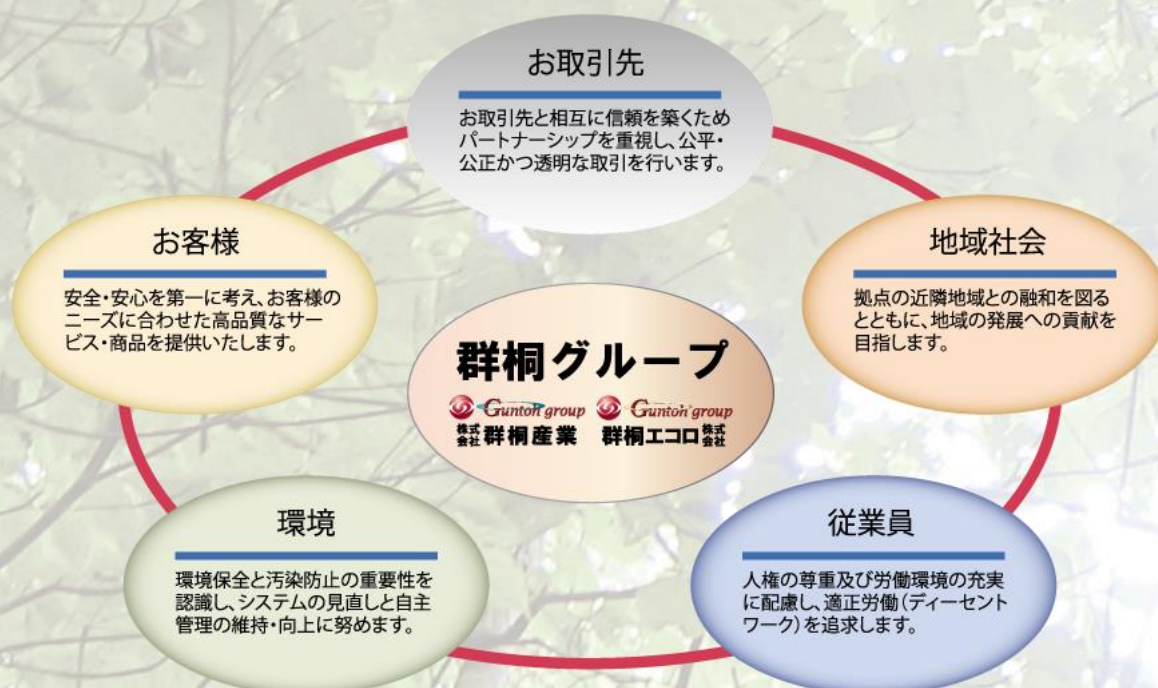 お取引先
お取引先と相互に信頼を築くため
パートナーシップを重視し、公平・
公正かつ透明な取引を行います。
お客様
安全・安心を第一に考え、お客様の
ニーズに合わせた高品質なサー
ビス・商品を提供いたします。
地域社会
拠点の近隣地域との融和を図る
とともに、地域の発展への貢献を
目指します。
群桐グループ
Gunton group
株式会社群桐産業
Gunton group
群桐エコロ株式会社
環境
環境保全と汚染防止の重要性を
認識し、システムの見直しと自主
管理の維持・向上に努めます。
従業員
人権の尊重及び労働環境の充実
に配慮し、適正労働（ディーセント
ワーク）を追求します。